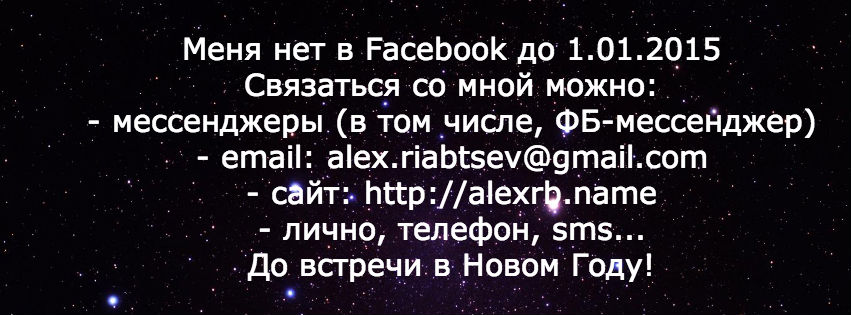 Меня нет в Facebook до 1.01.2015
Связаться со мной можно:
- мессенджеры (в том числе, ФБ-мессенджер)
- email: alex.riabtsev@gmail.com
- сайт: http://alexrb.name
- лично, телефон, sms...
До встречи в Новом Году!